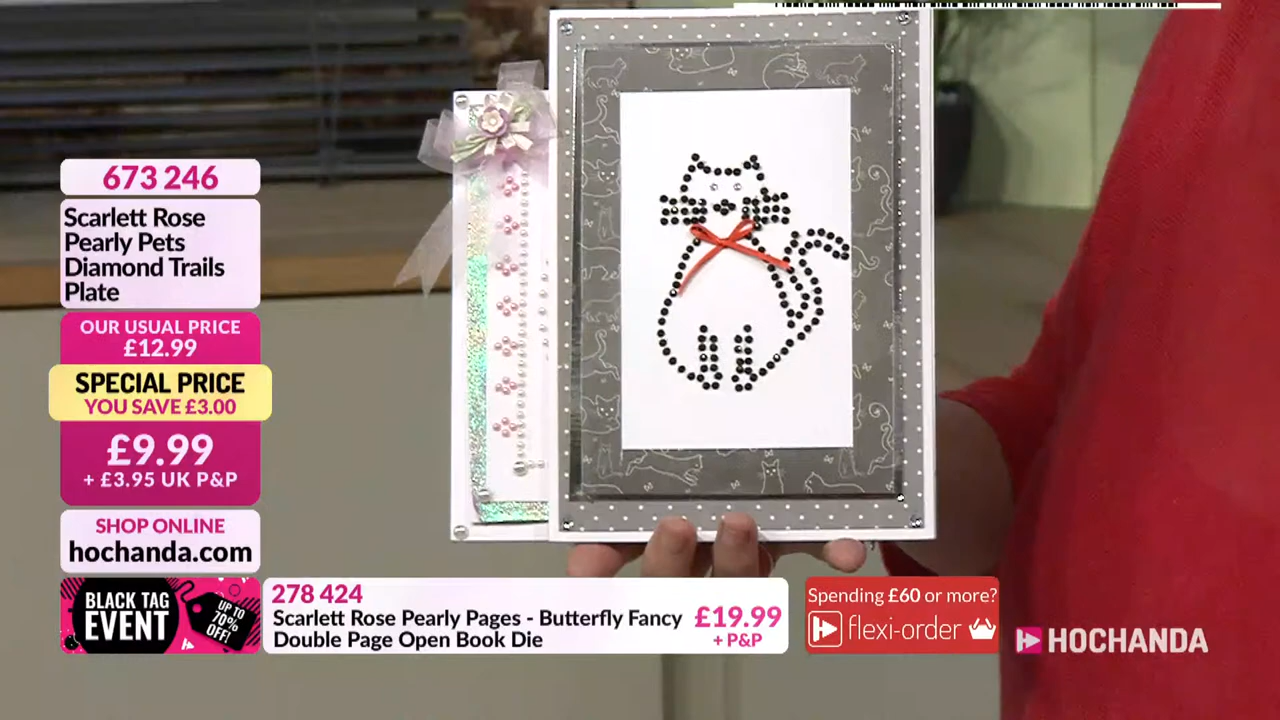 673 246
Scarlett Rose
Pearly Pets
Diamond Trails
Plate
OUR USUAL PRICE
£12.99
SPECIAL PRICE
YOU SAVE £3.00
£9.99
+ £3.95 UK P&P
SHOP ONLINE
hochanda.com
BLACK TAG
EVENT
UP TO
70%
OFF!
278 424
Scarlett Rose Pearly Pages - Butterfly Fancy
Double Page Open Book Die
£19.99
+ P&P
Spending £60 or more?
flexi-order
HOCHANDA